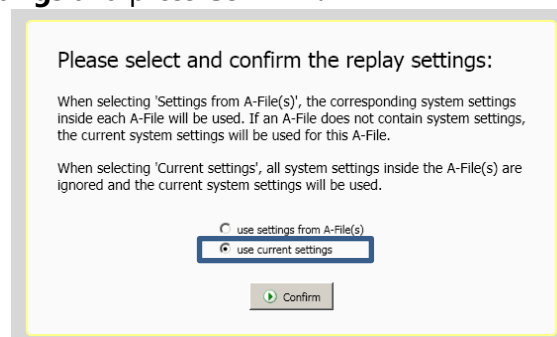 Please select and confirm the replay settings:
When selecting 'Settings from A-File(s)', the corresponding system settings
inside each A-File will be used. If an A-File does not contain system settings,
the current system settings will be used for this A-File.
When selecting 'Current settings', all system settings inside the A-File(s) are
ignored and the current system settings will be used.
use settings from A-File(s)
use current settings
Confirm